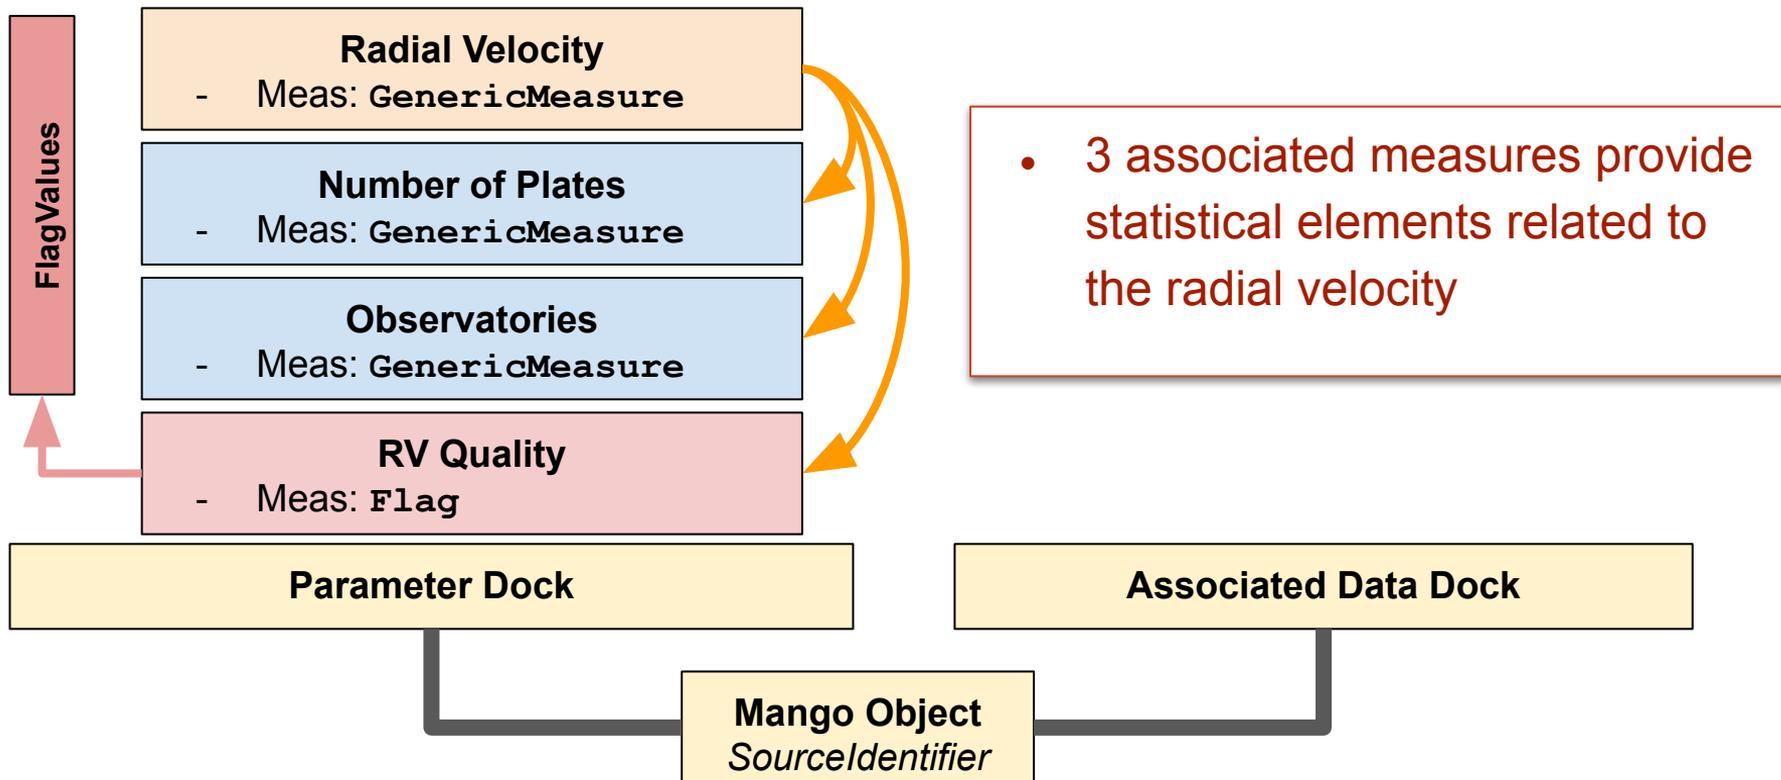 FlagValues
Radial Velocity
- Meas: GenericMeasure
Number of Plates
- Meas: GenericMeasure
Observatories
- Meas: GenericMeasure
RV Quality
- Meas: Flag
• 3 associated measures provide
statistical elements related to
the radial velocity
Parameter Dock
Associated Data Dock
Mango Object
SourceIdentifier